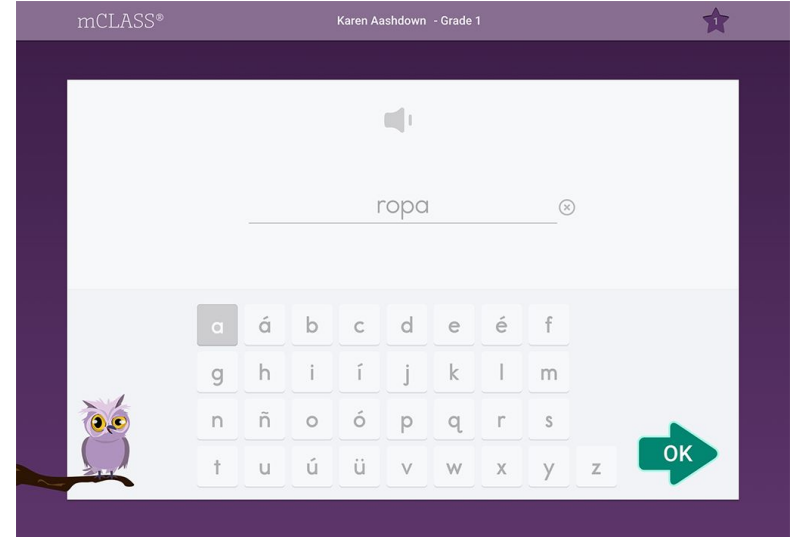 mCLASS® Karen Aashdown - Grade 1 1
ropa
a á b c d e é f
g h i í j k l m
n ñ o ó p q r s
t u ú ü v w x y z
OK